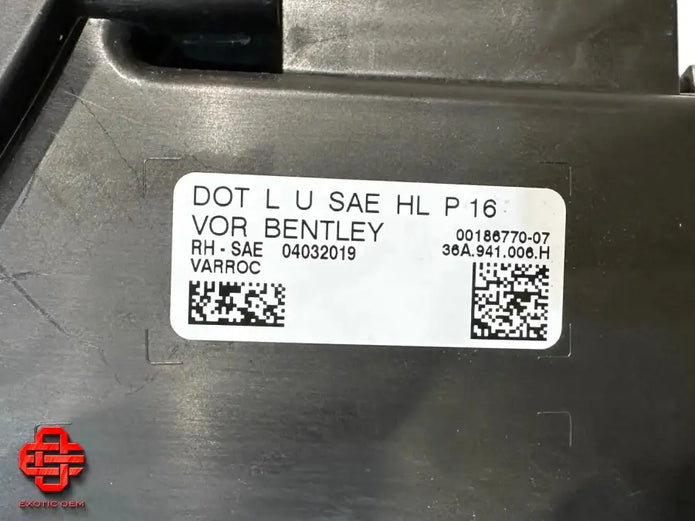 DOT L U SAE HL P 16
VOR BENTLEY
00186770-07
RH - SAE 04032019
36A.941.006.H
VARROC
EXOTIC OEM